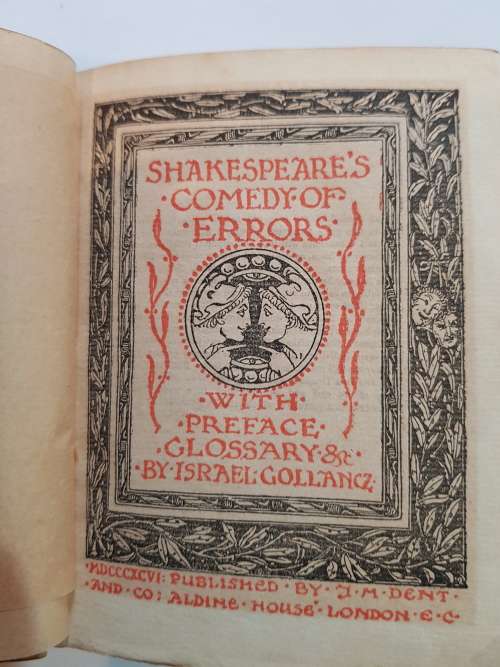 SHAKESPEARE'S
·COMEDY·OF·
·ERRORS·
·WITH·
·PREFACE·
GLOSSARY·&c·
·BY·ISRAEL·GOLLANCZ·
·MDCCCXCVI: PUBLISHED·BY·J·M·DENT·
·AND·CO: ALDINE·HOUSE·LONDON·E·C·